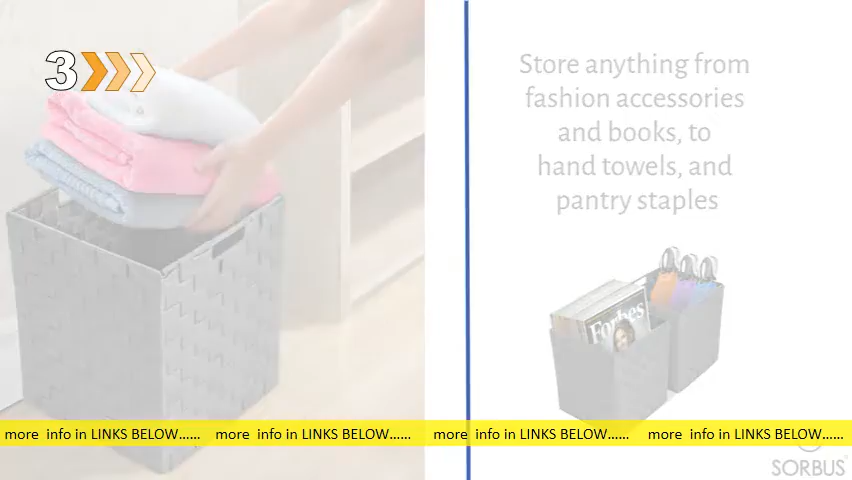 3
Store anything from
fashion accessories
and books, to
hand towels, and
pantry staples
Forbes
more info in LINKS BELOW...... more info in LINKS BELOW...... more info in LINKS BELOW...... more info in LINKS BELOW......
SORBUS